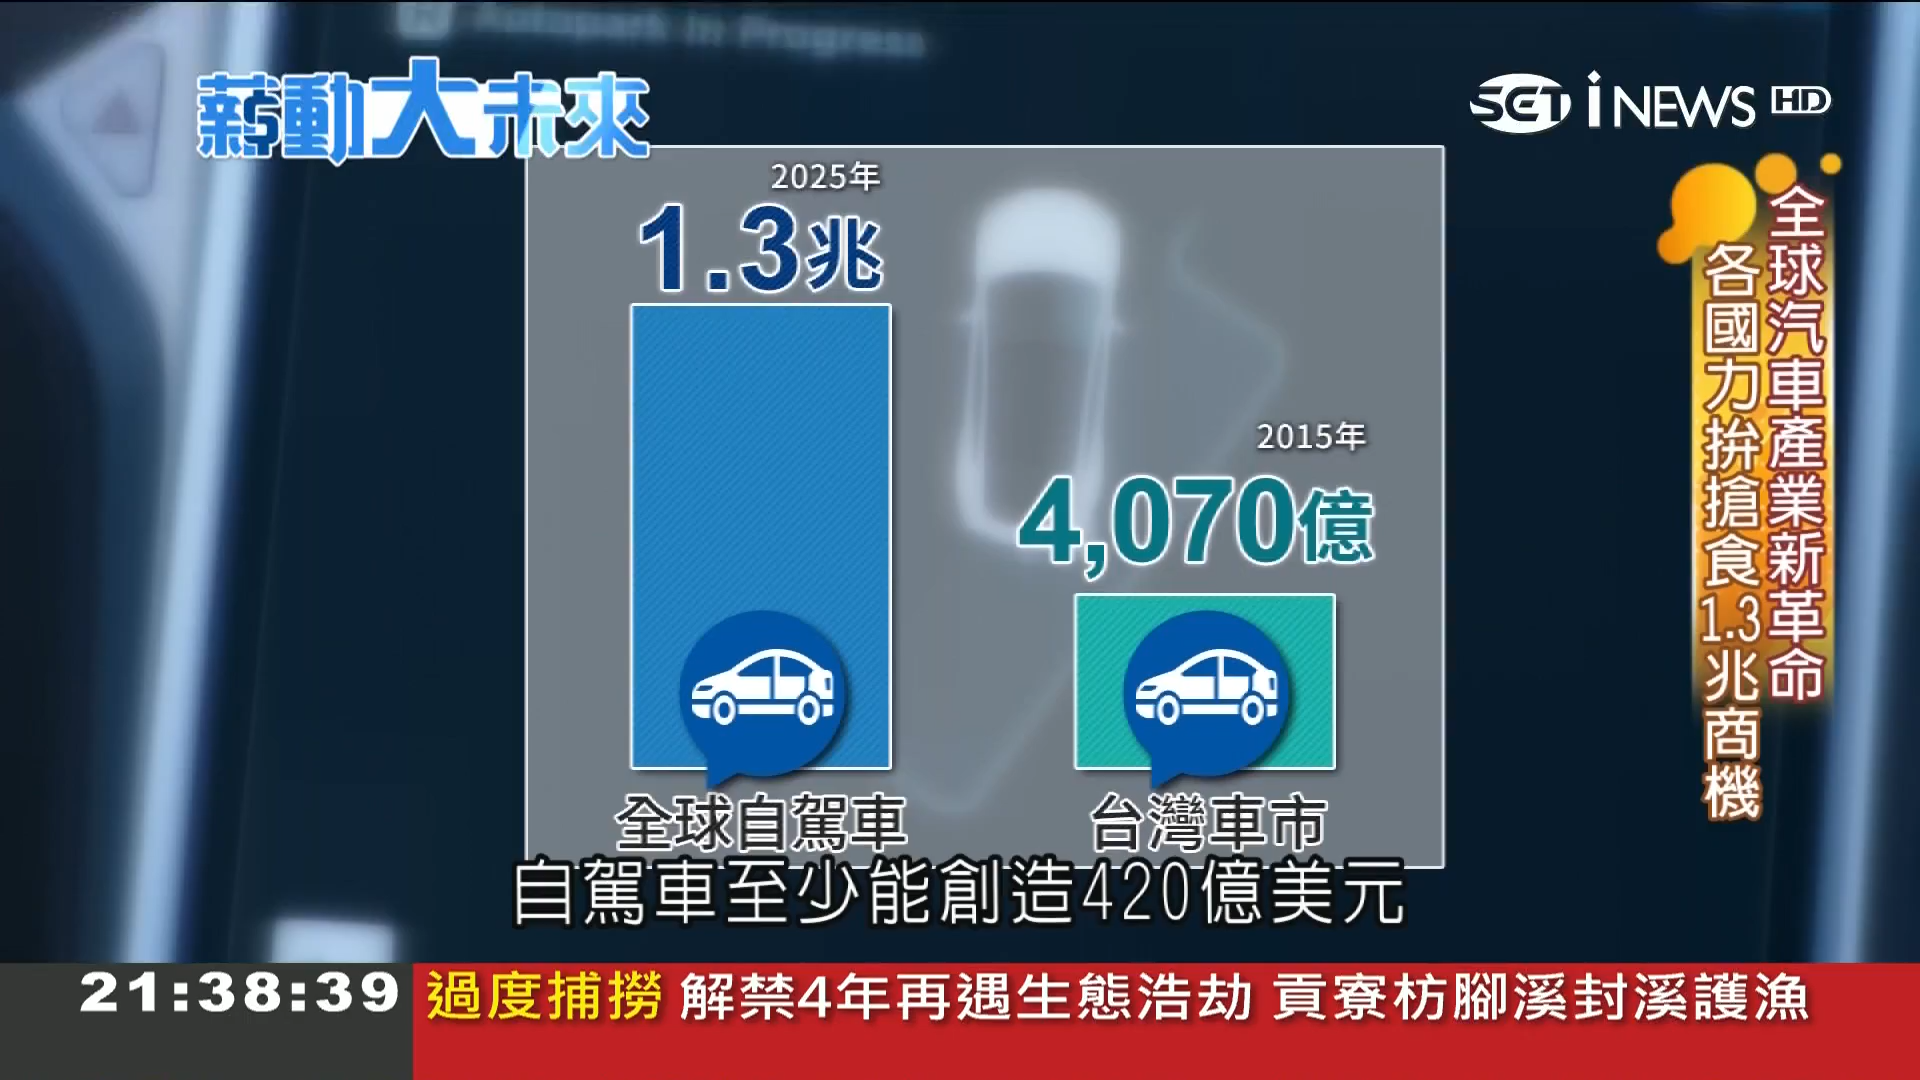 Autopark in Progress
薪動大未來
SET iNEWS HD
2025年
1.3兆
2015年
4,070億
全球自駕車
台灣車市
全球汽車產業新革命
各國力拚搶食1.3兆商機
自駕車至少能創造420億美元
21:38:39
過度捕撈 解禁4年再遇生態浩劫 貢寮枋腳溪封溪護漁